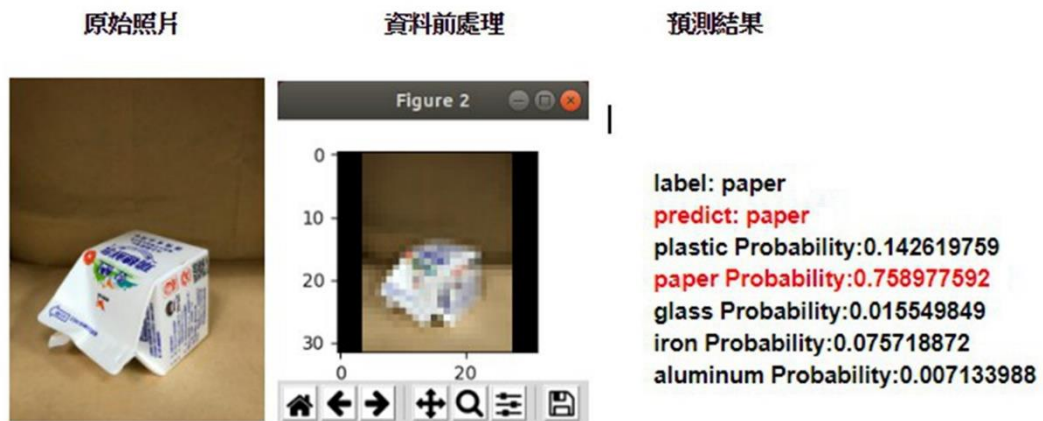 原始照片
資料前處理
預測結果
Figure 2
0
10
20
30
0
20
label: paper
predict: paper
plastic Probability:0.142619759
paper Probability:0.758977592
glass Probability:0.015549849
iron Probability:0.075718872
aluminum Probability:0.007133988